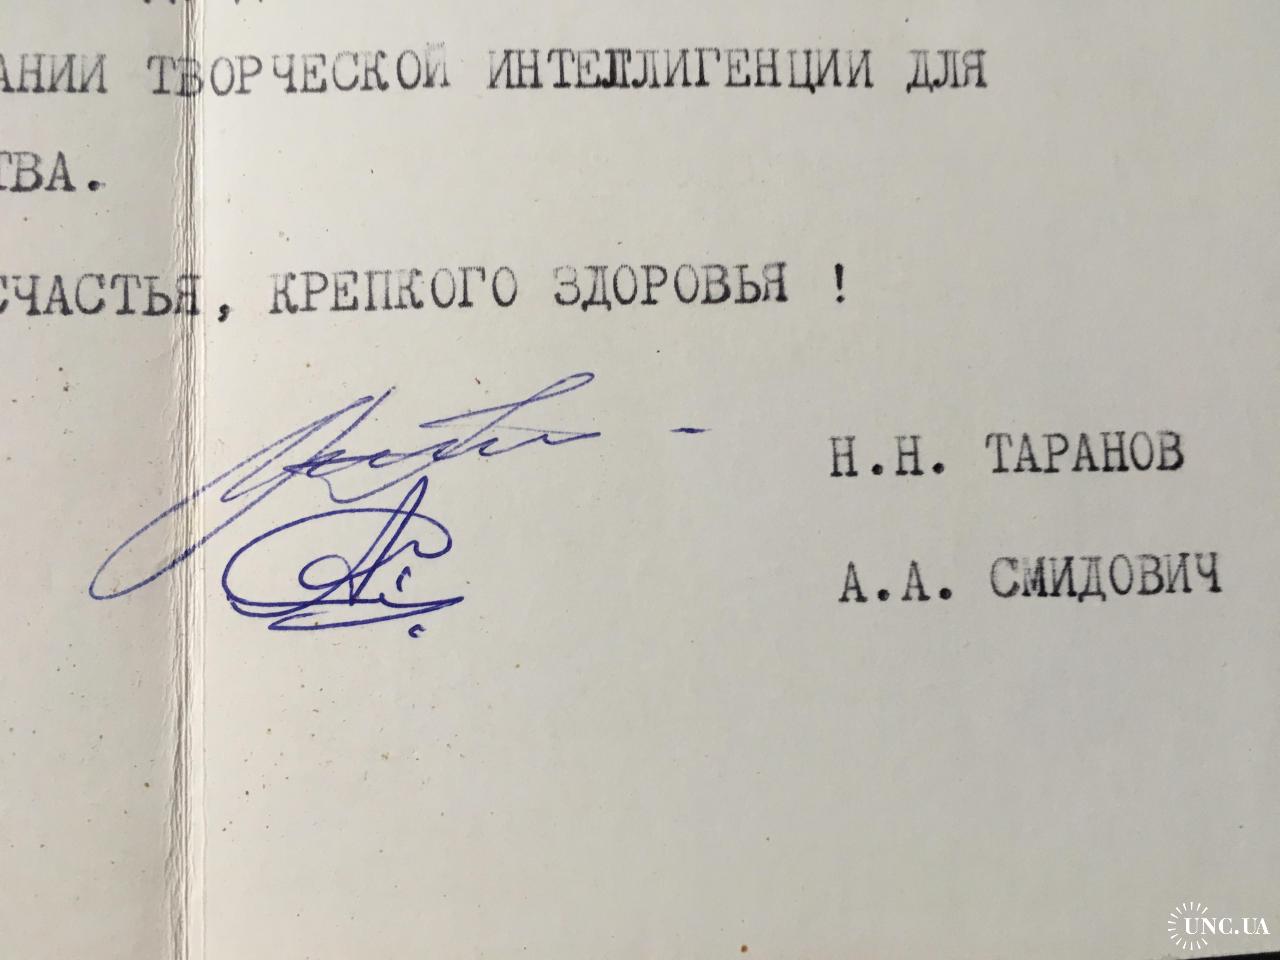 АНИИ ТВОРЧЕСКОЙ ИНТЕЛЛИГЕНЦИИ ДЛЯ
ТВА.
СЧАСТЬЯ, КРЕПКОГО ЗДОРОВЬЯ !
- Н.Н. ТАРАНОВ
А.А. СМИДОВИЧ
UNC.UA